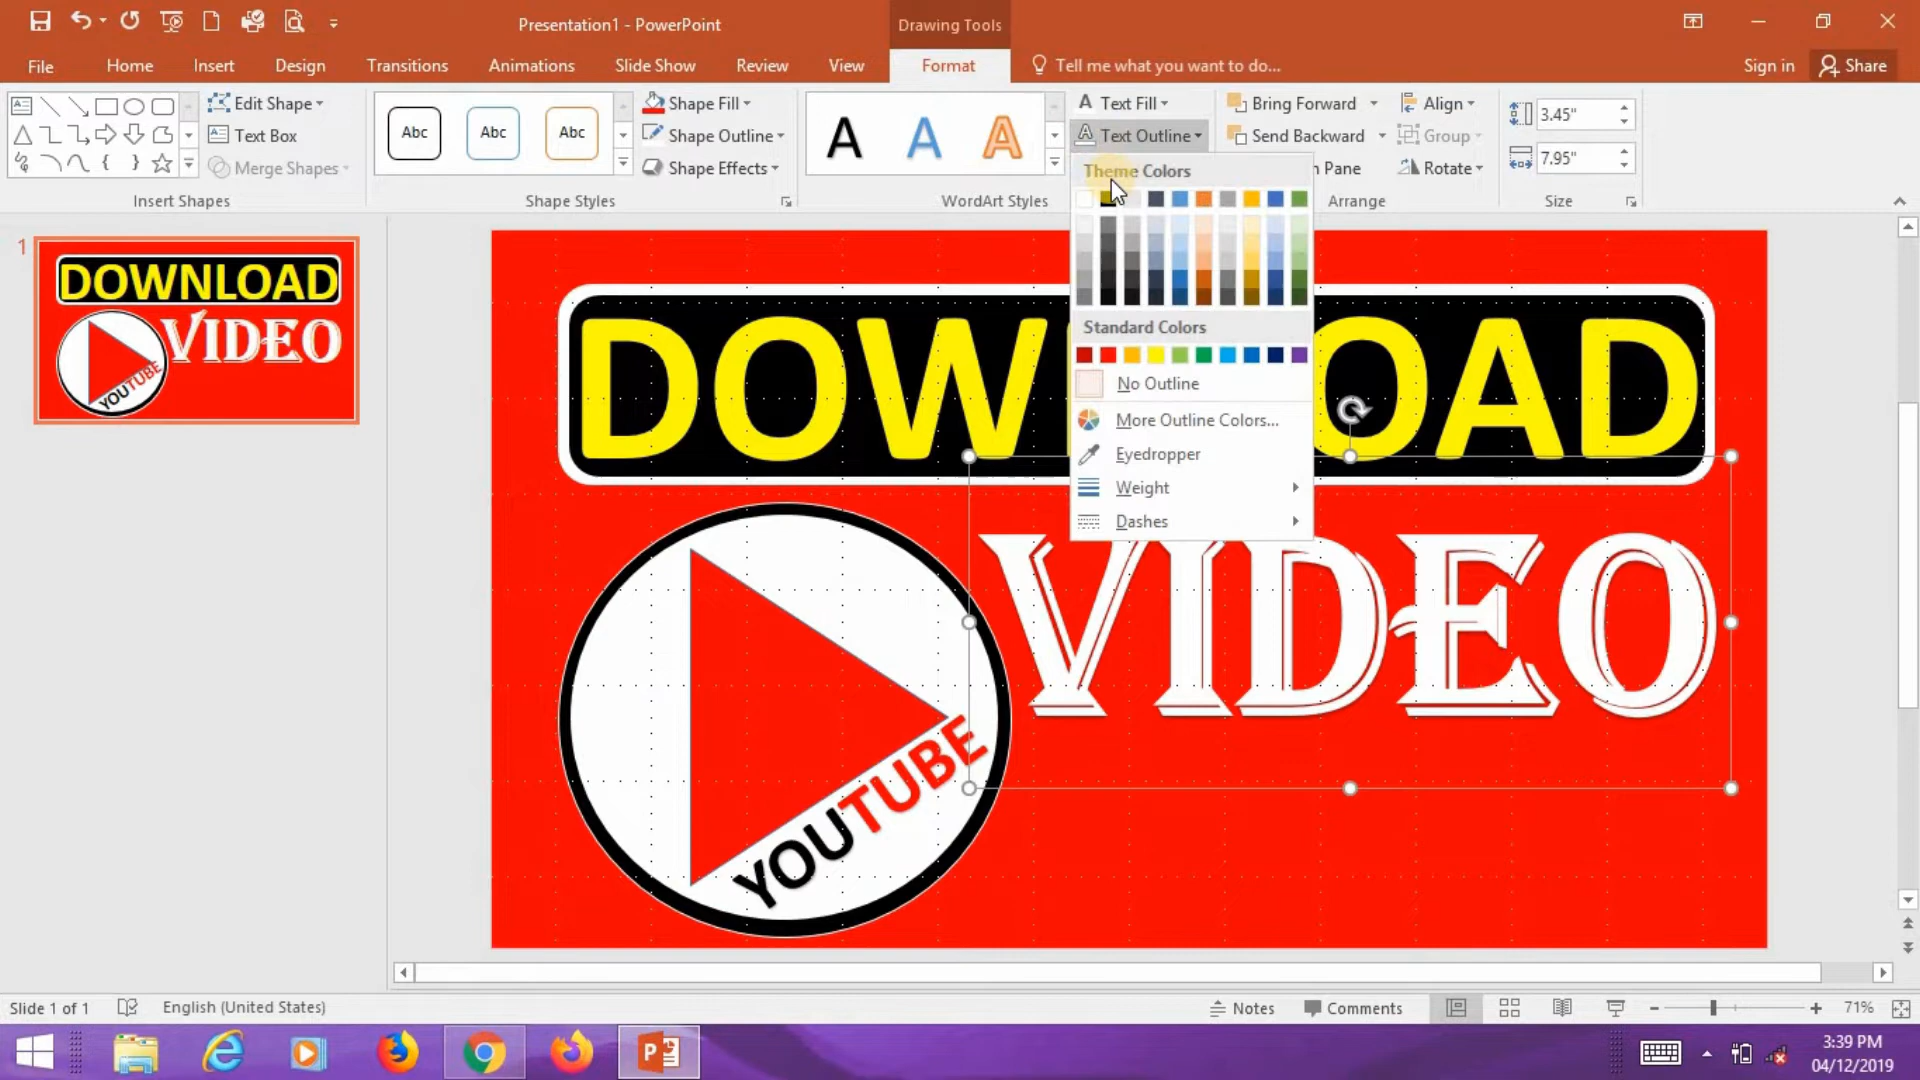 Presentation1 - PowerPoint
Drawing Tools
File
Home
Insert
Design
Transitions
Animations
Slide Show
Review
View
Format
Tell me what you want to do...
Sign in
Share
Edit Shape
Text Box
Merge Shapes
Insert Shapes
Abc
Abc
Abc
Shape Fill
Shape Outline
Shape Effects
Shape Styles
A
A
A
WordArt Styles
Text Fill
Text Outline
Bring Forward
Send Backward
n Pane
Align
Group
Rotate
Arrange
3.45"
7.95"
Size
Theme Colors
Standard Colors
No Outline
More Outline Colors...
Eyedropper
Weight
Dashes
1
DOWNLOAD
VIDEO
YOUTUBE
DOW
OAD
VIDEO
YOUTUBE
Slide 1 of 1
English (United States)
Notes
Comments
71%
3:39 PM
04/12/2019